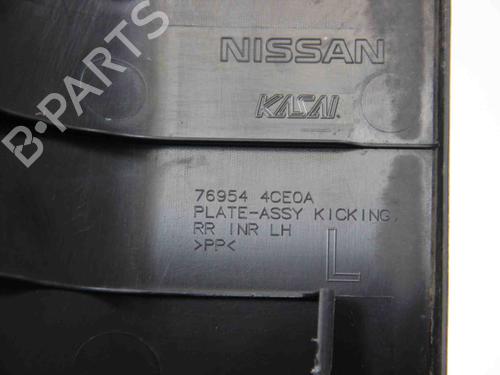 NISSAN
KASAI.
76954 4CE0A
PLATE-ASSY KICKING,
RR INR LH
>PP<
L
B-PARTS